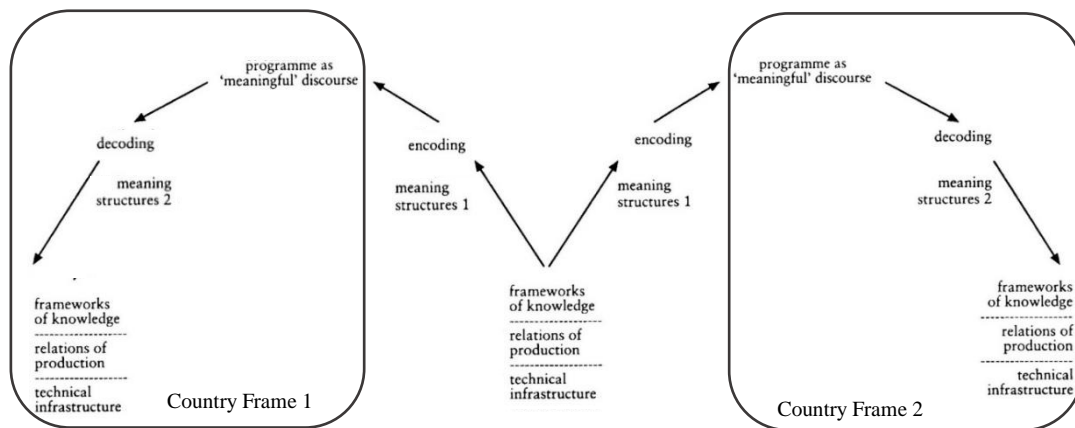 programme as
'meaningful' discourse
decoding
meaning
structures 2
frameworks
of knowledge
relations of
production
technical
infrastructure
Country Frame 1
encoding
meaning
structures 1
frameworks
of knowledge
relations of
production
technical
infrastructure
encoding
meaning
structures 1
programme as
'meaningful' discourse
decoding
meaning
structures 2
frameworks
of knowledge
relations of
production
technical
infrastructure
Country Frame 2